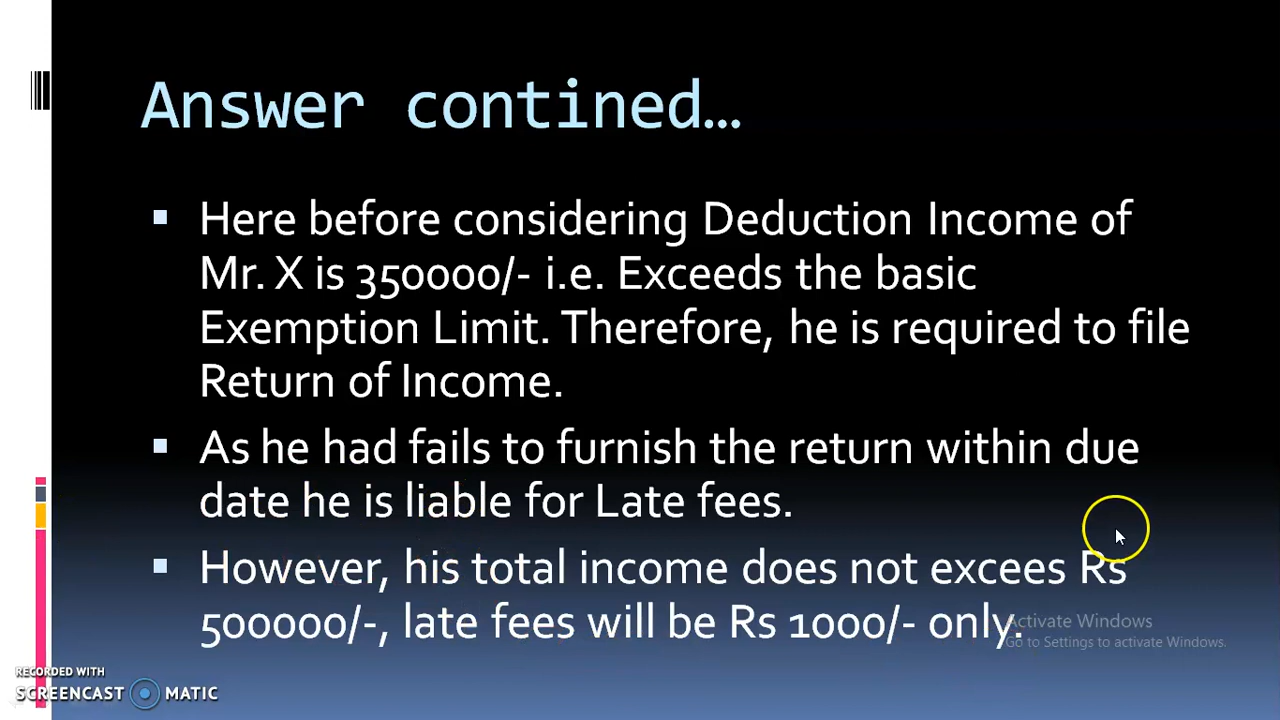 Answer contined…
Here before considering Deduction Income of
Mr. X is 350000/- i.e. Exceeds the basic
Exemption Limit. Therefore, he is required to file
Return of Income.
As he had fails to furnish the return within due
date he is liable for Late fees.
However, his total income does not excees Rs
500000/-, late fees will be Rs 1000/- only.
Activate Windows
Go to Settings to activate Windows.
RECORDED WITH
SCREENCAST MATIC